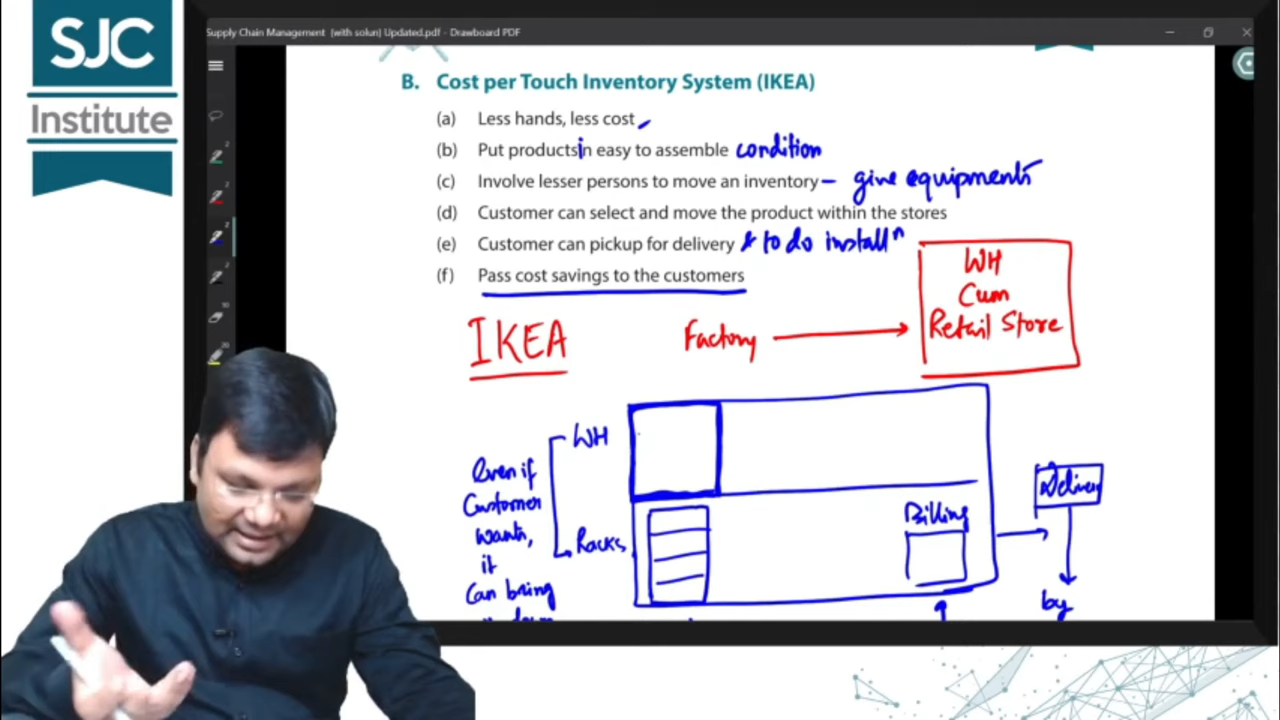 SJC
Institute
Supply Chain Management (with solun) Updated.pdf - Drawboard PDF
B. Cost per Touch Inventory System (IKEA)
(a) Less hands, less cost
(b) Put products in easy to assemble condition
(c) Involve lesser persons to move an inventory – give equipments
(d) Customer can select and move the product within the stores
(e) Customer can pickup for delivery & to do installn
(f) Pass cost savings to the customers
WH
Cum
Retail Store
IKEA Factory
WH
Even if
Customer
wants,
it
can bring
Racks
Billing
Delivery
by